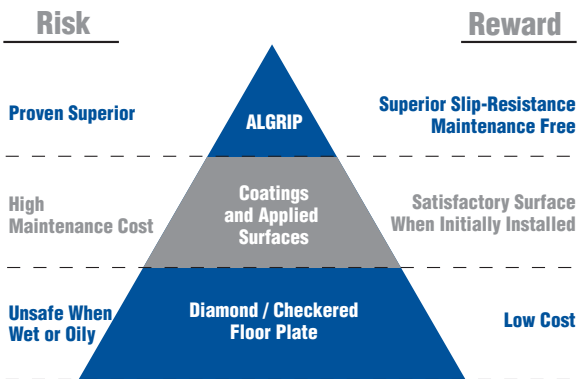 Risk
Reward
Proven Superior
ALGRIP
Superior Slip-Resistance
Maintenance Free
High
Maintenance Cost
Coatings
and Applied
Surfaces
Satisfactory Surface
When Initially Installed
Unsafe When
Wet or Oily
Diamond / Checkered
Floor Plate
Low Cost